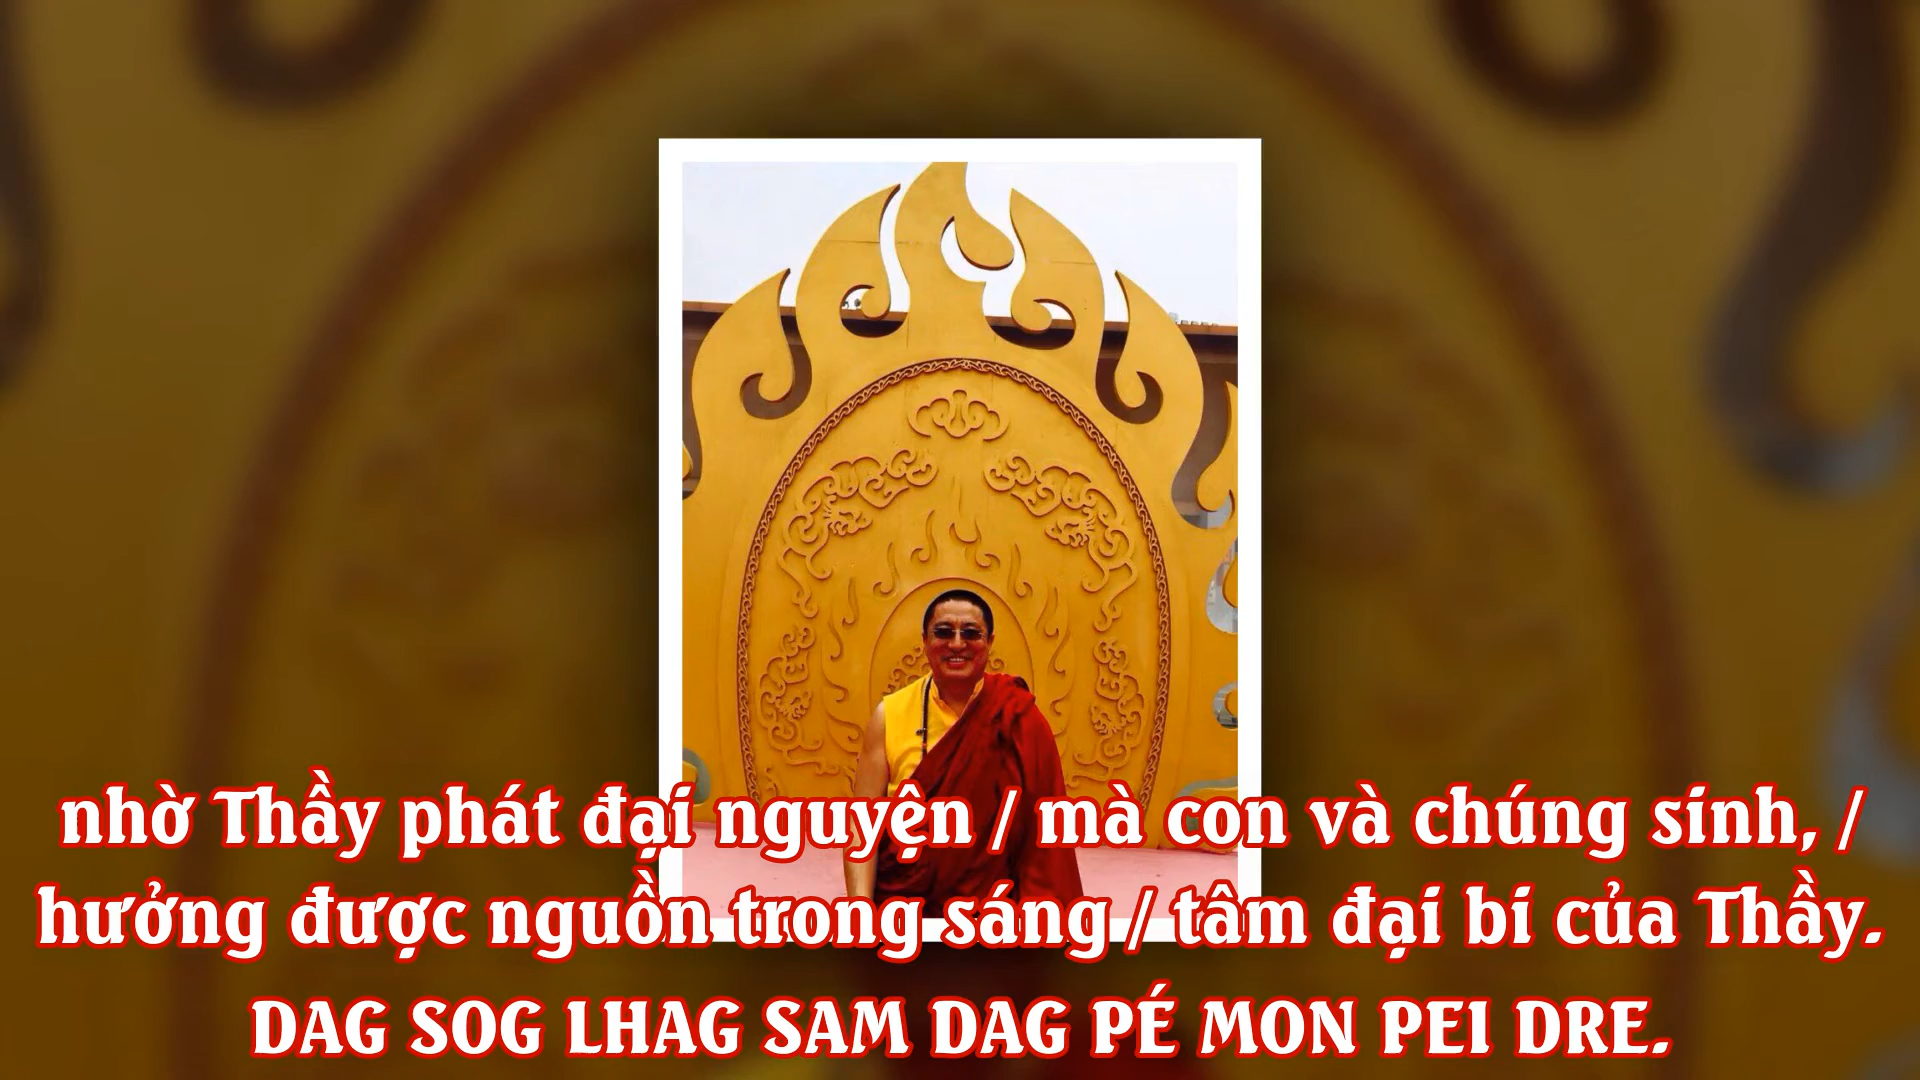 nhờ Thầy phát đại nguyện / mà con và chúng sinh, /
hưởng được nguồn trong sáng / tâm đại bi của Thầy.
DAG SOG LHAG SAM DAG PÉ MON PEI DRE.